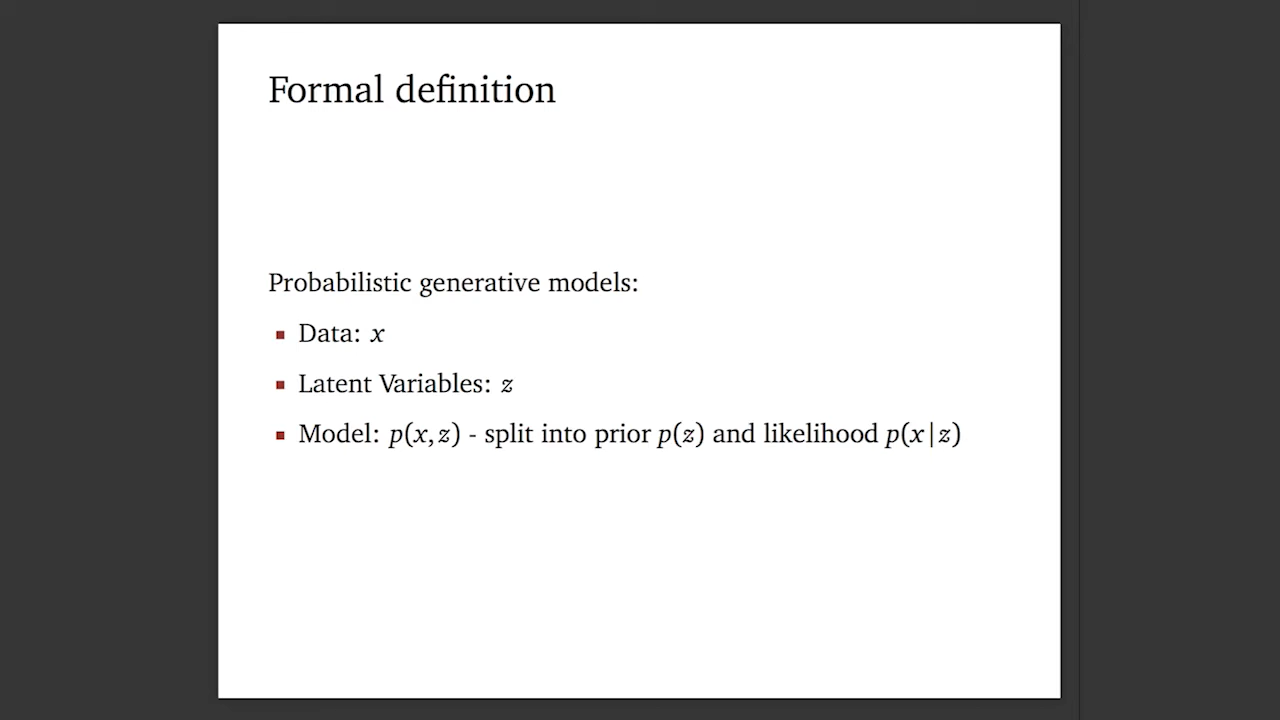 Formal definition
Probabilistic generative models:
Data: x
Latent Variables: z
Model: p(x,z) - split into prior p(z) and likelihood p(x|z)